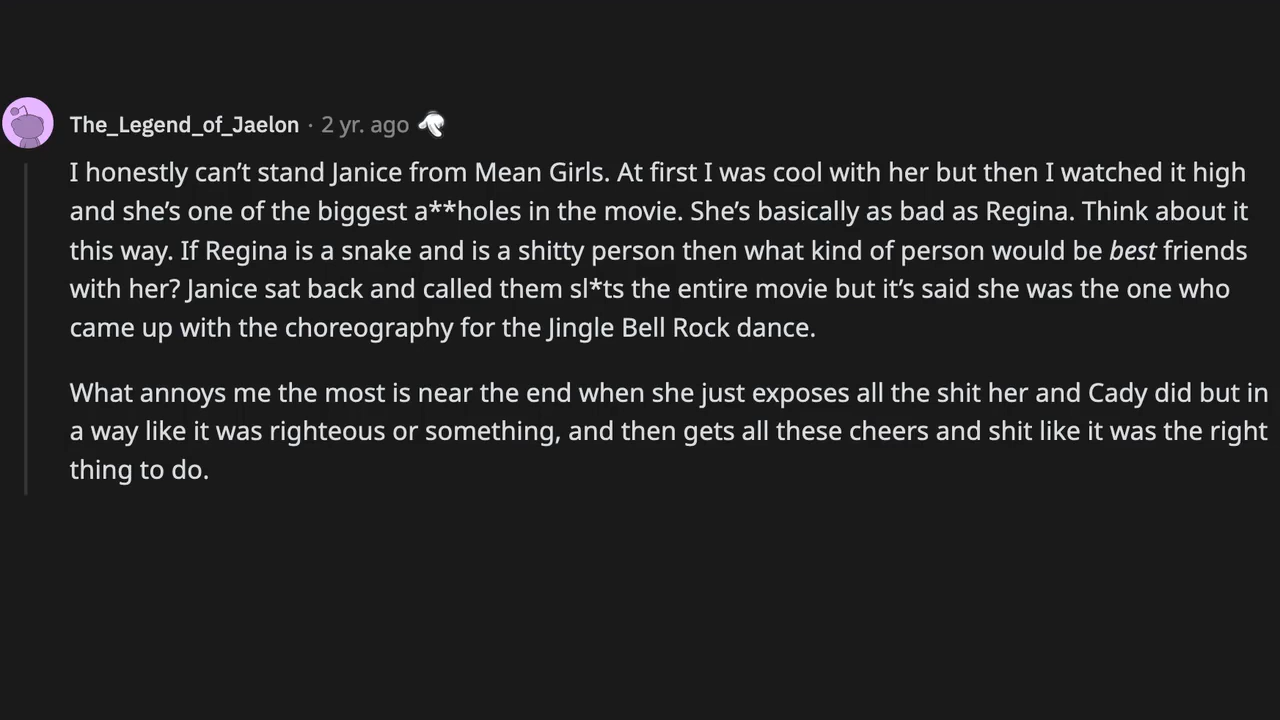 The_Legend_of_Jaelon · 2 yr. ago
I honestly can’t stand Janice from Mean Girls. At first I was cool with her but then I watched it high
and she’s one of the biggest a**holes in the movie. She’s basically as bad as Regina. Think about it
this way. If Regina is a snake and is a shitty person then what kind of person would be best friends
with her? Janice sat back and called them sl*ts the entire movie but it’s said she was the one who
came up with the choreography for the Jingle Bell Rock dance.
What annoys me the most is near the end when she just exposes all the shit her and Cady did but in
a way like it was righteous or something, and then gets all these cheers and shit like it was the right
thing to do.